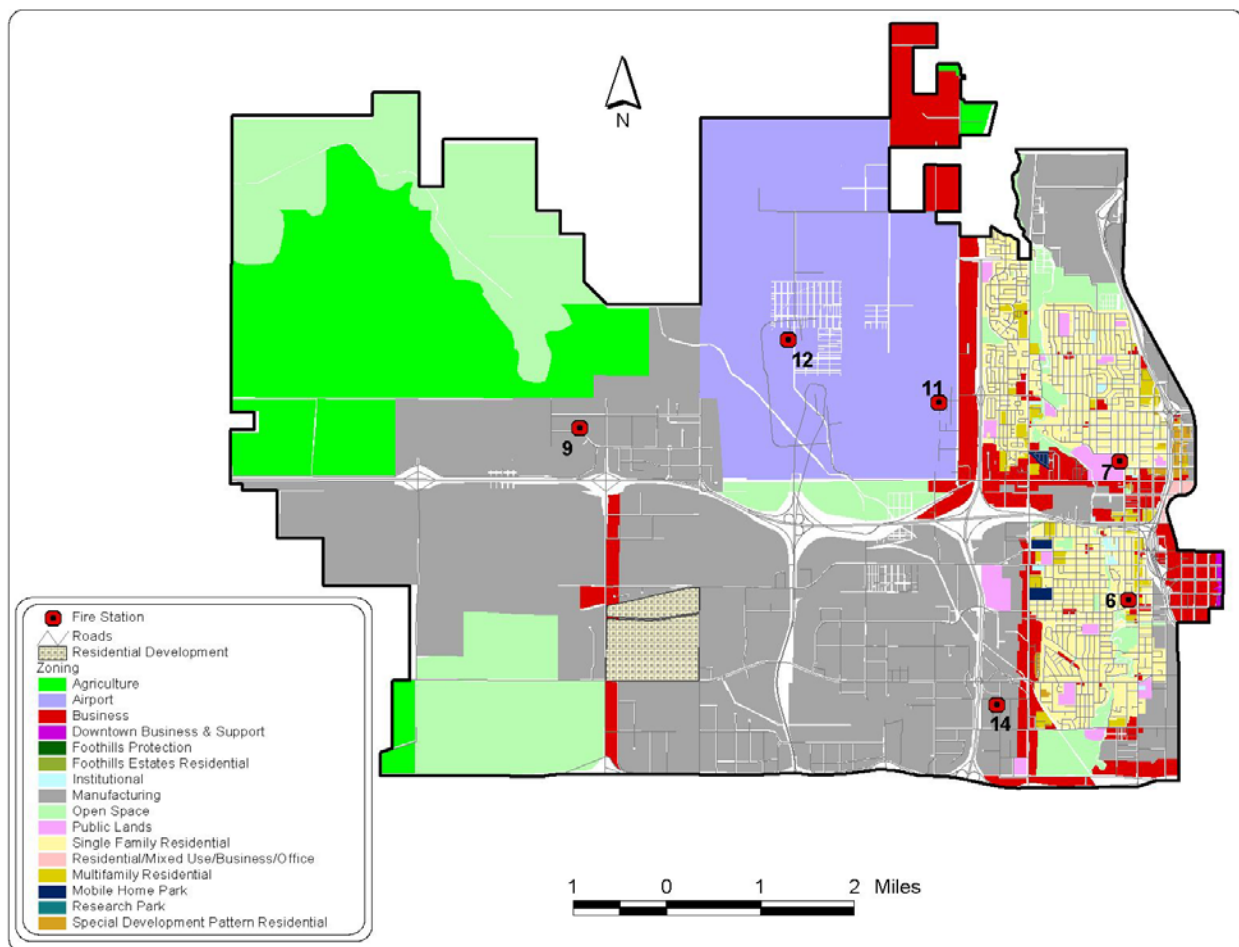 N
12
11
9
7
6
14
Fire Station
Roads
Residential Development
Zoning
Agriculture
Airport
Business
Downtown Business & Support
Foothills Protection
Foothills Estates Residential
Institutional
Manufacturing
Open Space
Public Lands
Single Family Residential
Residential/Mixed Use/Business/Office
Multifamily Residential
Mobile Home Park
Research Park
Special Development Pattern Residential
1 0 1 2 Miles